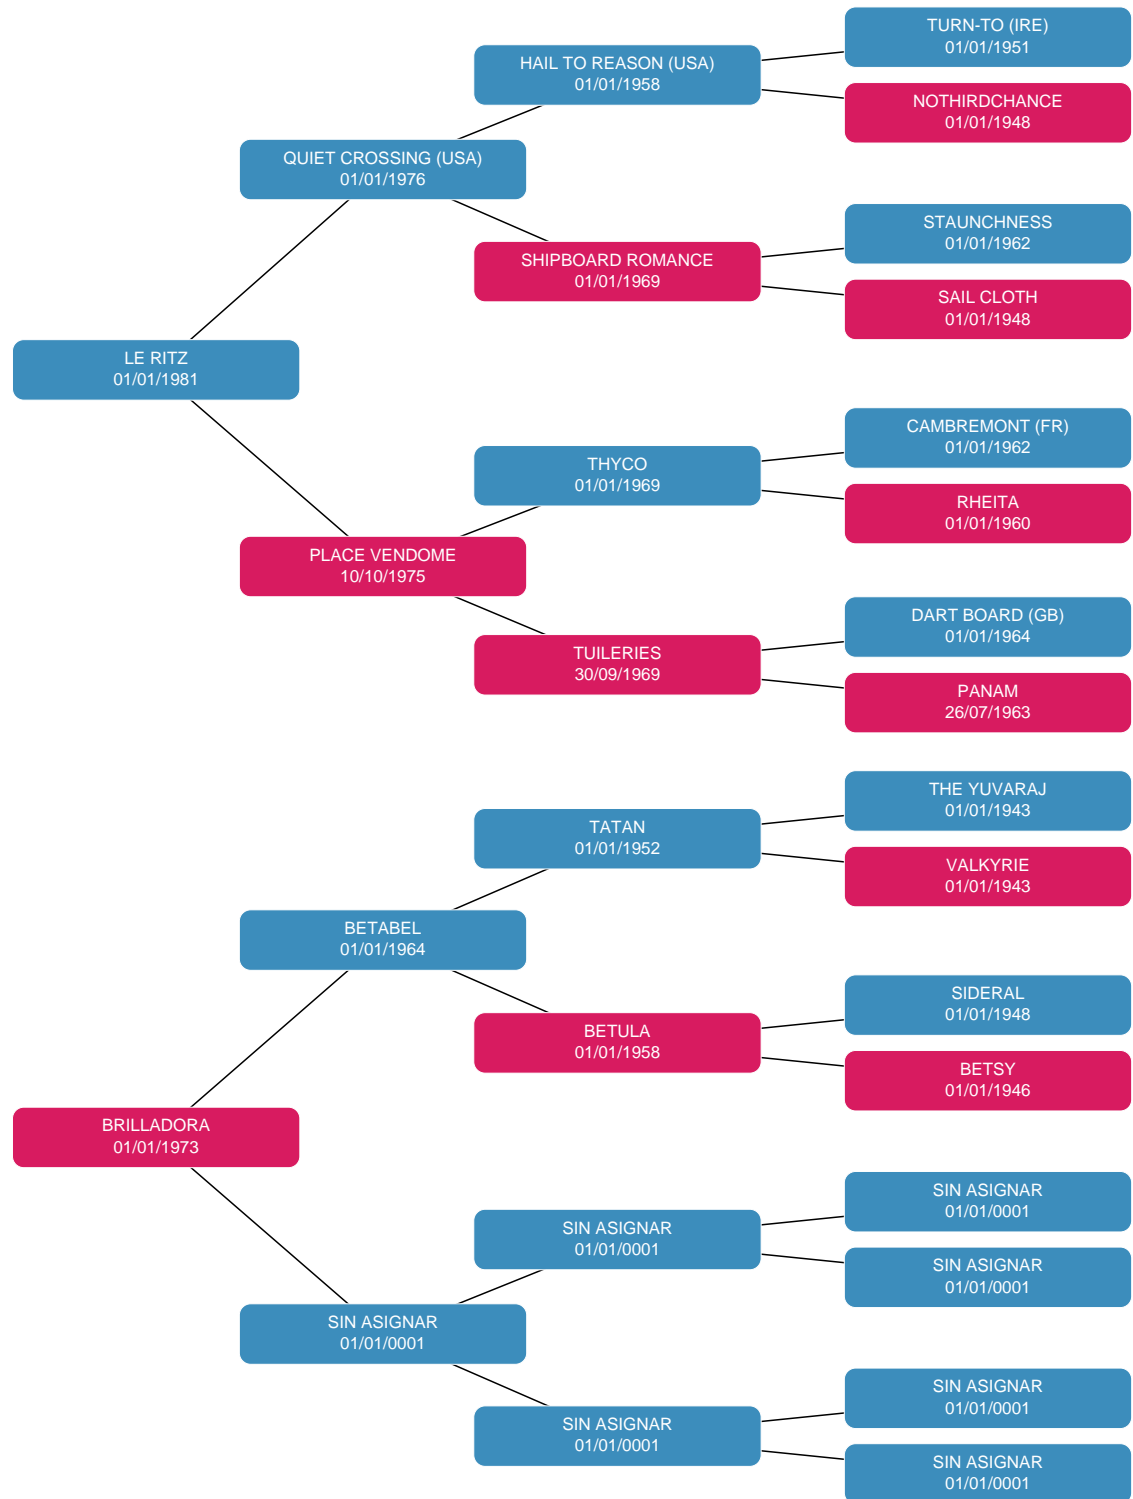 TURN-TO (IRE)
01/01/1951
HAIL TO REASON (USA)
01/01/1958
NOTHIRDCHANCE
01/01/1948
QUIET CROSSING (USA)
01/01/1976
STAUNCHNESS
01/01/1962
SHIPBOARD ROMANCE
01/01/1969
SAIL CLOTH
01/01/1948
LE RITZ
01/01/1981
CAMBREMONT (FR)
01/01/1962
THYCO
01/01/1969
RHEITA
01/01/1960
PLACE VENDOME
10/10/1975
DART BOARD (GB)
01/01/1964
TUILERIES
30/09/1969
PANAM
26/07/1963
THE YUVARAJ
01/01/1943
TATAN
01/01/1952
VALKYRIE
01/01/1943
BETABEL
01/01/1964
SIDERAL
01/01/1948
BETULA
01/01/1958
BETSY
01/01/1946
BRILLADORA
01/01/1973
SIN ASIGNAR
01/01/0001
SIN ASIGNAR
01/01/0001
SIN ASIGNAR
01/01/0001
SIN ASIGNAR
01/01/0001
SIN ASIGNAR
01/01/0001
SIN ASIGNAR
01/01/0001
SIN ASIGNAR
01/01/0001